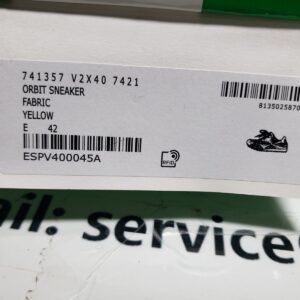 741357 V2X40 7421
ORBIT SNEAKER
FABRIC
YELLOW
E 42
8135025870
ESPV400045A
RFID
ail: service